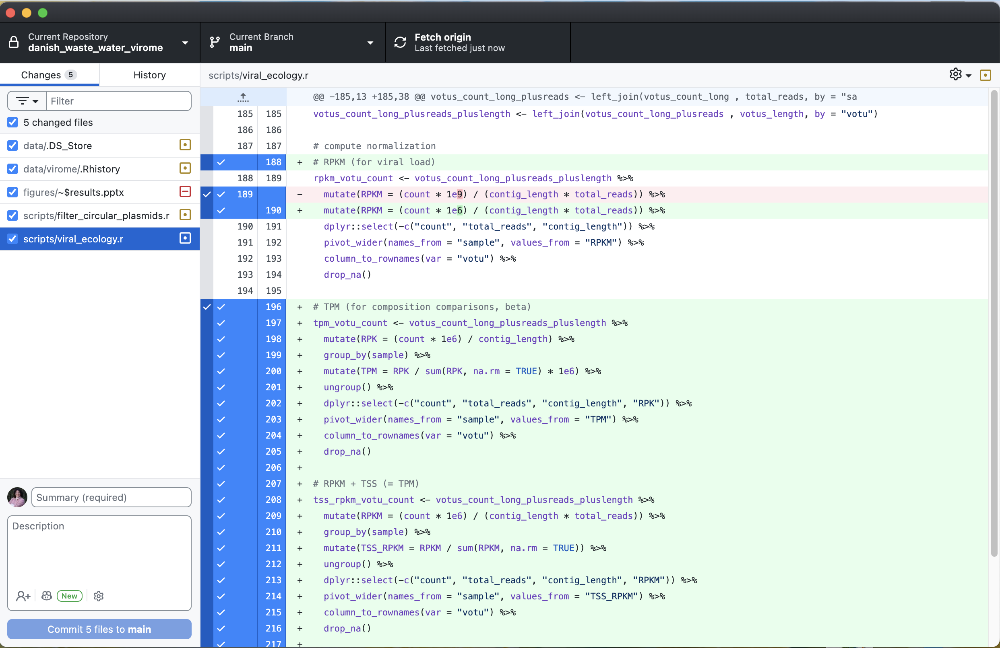 Current Repository
danish_waste_water_virome
Current Branch
main
Fetch origin
Last fetched just now
Changes 5
History
Filter
5 changed files
data/.DS_Store
data/virome/.Rhistory
figures/~$results.pptx
scripts/filter_circular_plasmids.r
scripts/viral_ecology.r
Summary (required)
Description
New
Commit 5 files to main
scripts/viral_ecology.r
@@ -185,13 +185,38 @@ votus_count_long_plusreads <- left_join(votus_count_long , total_reads, by = "sa
185 185 votus_count_long_plusreads_pluslength <- left_join(votus_count_long_plusreads , votus_length, by = "votu")
186 186
187 187 # compute normalization
188 + # RPKM (for viral load)
188 189 rpkm_votu_count <- votus_count_long_plusreads_pluslength %>%
189 - mutate(RPKM = (count * 1e9) / (contig_length * total_reads)) %>%
190 + mutate(RPKM = (count * 1e6) / (contig_length * total_reads)) %>%
190 191 dplyr::select(-c("count", "total_reads", "contig_length")) %>%
191 192 pivot_wider(names_from = "sample", values_from = "RPKM") %>%
192 193 column_to_rownames(var = "votu") %>%
193 194 drop_na()
194 195
196 + # TPM (for composition comparisons, beta)
197 + tpm_votu_count <- votus_count_long_plusreads_pluslength %>%
198 + mutate(RPK = (count * 1e6) / contig_length) %>%
199 + group_by(sample) %>%
200 + mutate(TPM = RPK / sum(RPK, na.rm = TRUE) * 1e6) %>%
201 + ungroup() %>%
202 + dplyr::select(-c("count", "total_reads", "contig_length", "RPK")) %>%
203 + pivot_wider(names_from = "sample", values_from = "TPM") %>%
204 + column_to_rownames(var = "votu") %>%
205 + drop_na()
206 +
207 + # RPKM + TSS (= TPM)
208 + tss_rpkm_votu_count <- votus_count_long_plusreads_pluslength %>%
209 + mutate(RPKM = (count * 1e6) / (contig_length * total_reads)) %>%
210 + group_by(sample) %>%
211 + mutate(TSS_RPKM = RPKM / sum(RPKM, na.rm = TRUE)) %>%
212 + ungroup() %>%
213 + dplyr::select(-c("count", "total_reads", "contig_length", "RPKM")) %>%
214 + pivot_wider(names_from = "sample", values_from = "TSS_RPKM") %>%
215 + column_to_rownames(var = "votu") %>%
216 + drop_na()
217 +